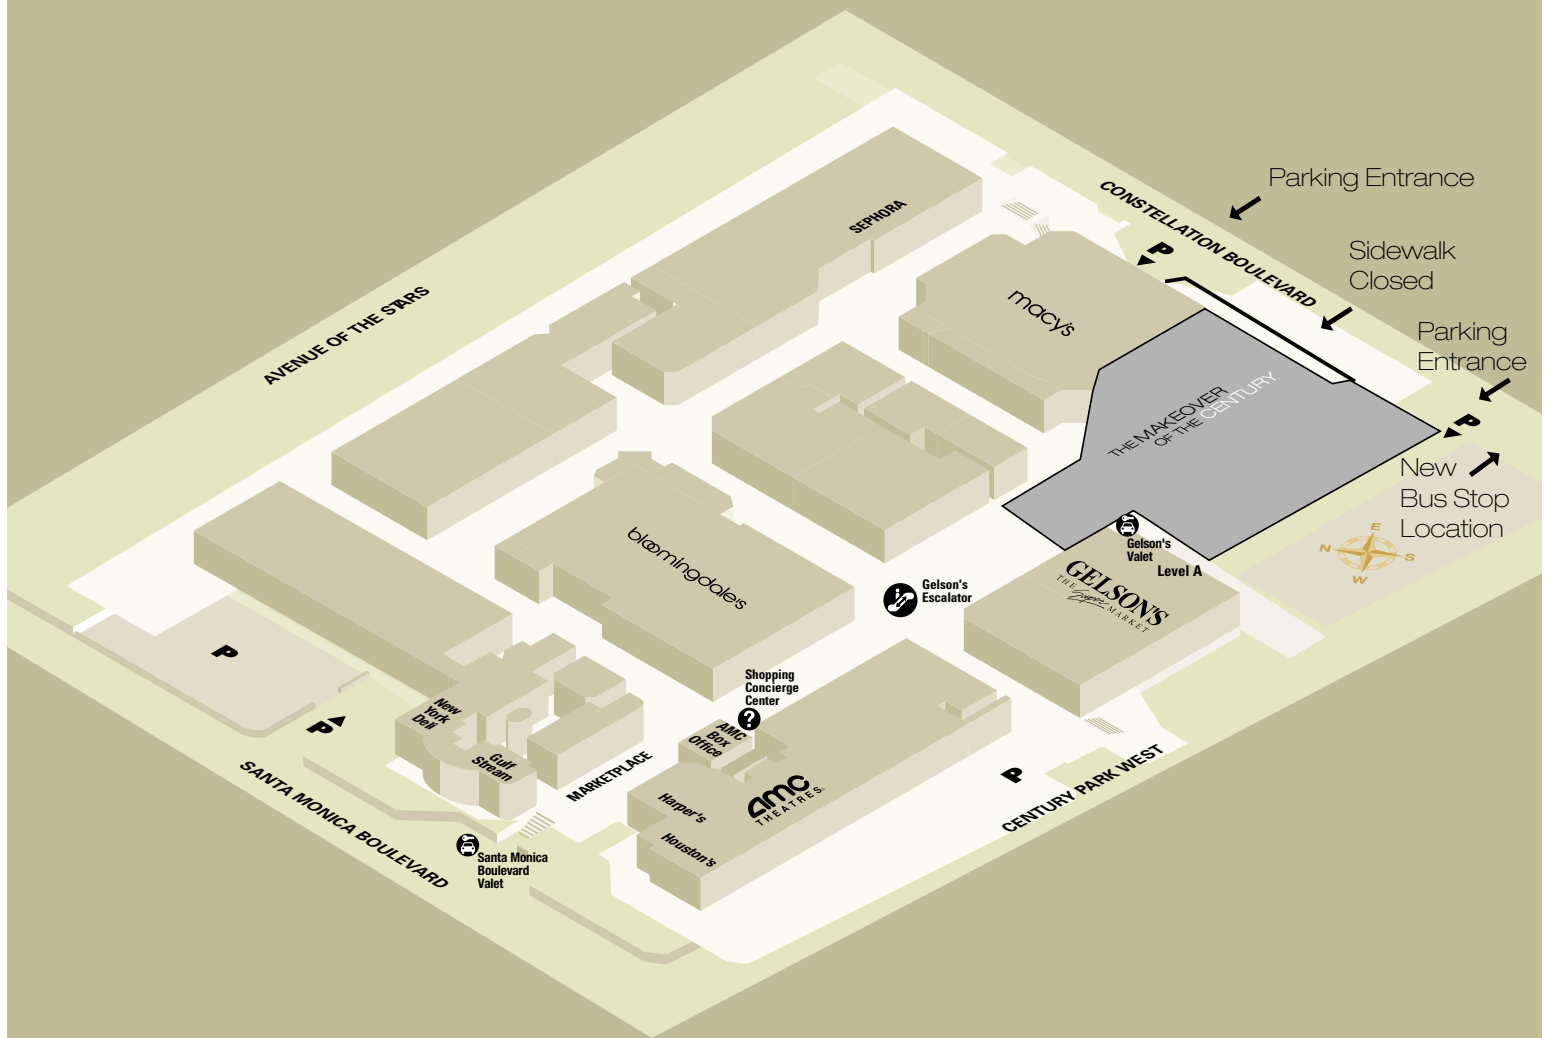 Parking Entrance
CONSTELLATION BOULEVARD
SEPHORA
P
Sidewalk
Closed
AVENUE OF THE STARS
macy's
Parking
Entrance
THE MAKEOVER
OF THE CENTURY
P
New
Bus Stop
Location
E
N
S
W
Gelson's
Valet
Level A
bloomingdale's
Gelson's
Escalator
GELSON'S
THE Super MARKET
P
Shopping
Concierge
Center
?
New
York
Deli
P
AMC
Box
Office
Gulf
Stream
MARKETPLACE
P
CENTURY PARK WEST
SANTA MONICA BOULEVARD
Harper's
amc
THEATRES
Houston's
Santa Monica
Boulevard
Valet